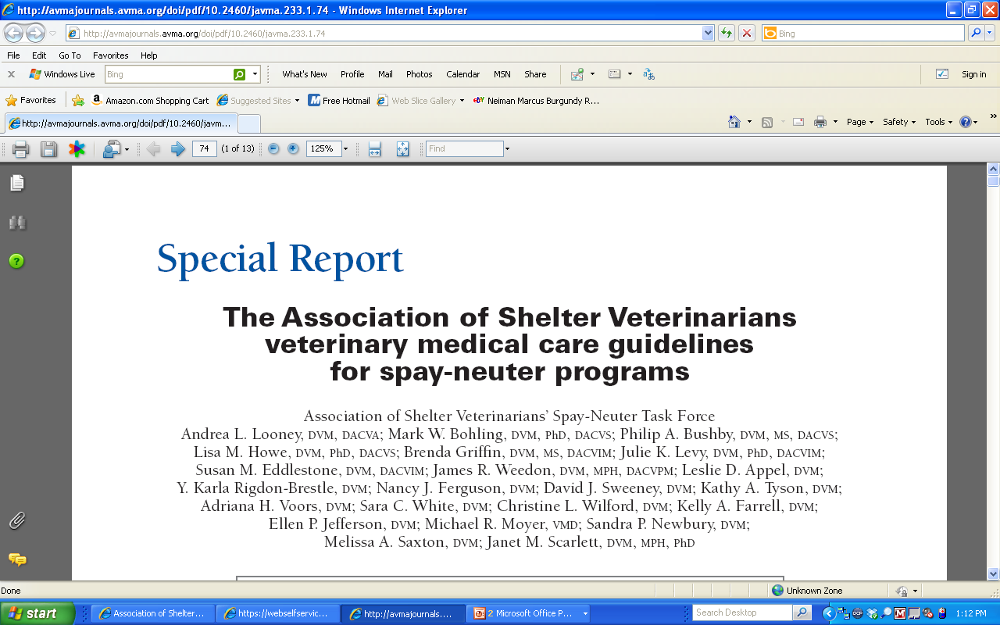 http://avmajournals.avma.org/doi/pdf/10.2460/javma.233.1.74 - Windows Internet Explorer
http://avmajournals.avma.org/doi/pdf/10.2460/javma.233.1.74
Bing
File Edit Go To Favorites Help
x Windows Live Bing What's New Profile Mail Photos Calendar MSN Share Sign in
Favorites Amazon.com Shopping Cart Suggested Sites Free Hotmail Web Slice Gallery Neiman Marcus Burgundy R...
http://avmajournals.avma.org/doi/pdf/10.2460/javm... Page Safety Tools
74 (1 of 13) 125% Find
Special Report
The Association of Shelter Veterinarians
veterinary medical care guidelines
for spay-neuter programs
Association of Shelter Veterinarians' Spay-Neuter Task Force
Andrea L. Looney, DVM, DACVA; Mark W. Bohling, DVM, PhD, DACVS; Philip A. Bushby, DVM, MS, DACVS;
Lisa M. Howe, DVM, PhD, DACVS; Brenda Griffin, DVM, MS, DACVIM; Julie K. Levy, DVM, PhD, DACVIM;
Susan M. Eddlestone, DVM, DACVIM; James R. Weedon, DVM, MPH, DACVPM; Leslie D. Appel, DVM;
Y. Karla Rigdon-Brestle, DVM; Nancy J. Ferguson, DVM; David J. Sweeney, DVM; Kathy A. Tyson, DVM;
Adriana H. Voors, DVM; Sara C. White, DVM; Christine L. Wilford, DVM; Kelly A. Farrell, DVM;
Ellen P. Jefferson, DVM; Michael R. Moyer, VMD; Sandra P. Newbury, DVM;
Melissa A. Saxton, DVM; Janet M. Scarlett, DVM, MPH, PhD
Done Unknown Zone
start Association of Shelter... https://webselfservic... http://avmajournals.... 2 Microsoft Office P... Search Desktop 1:12 PM